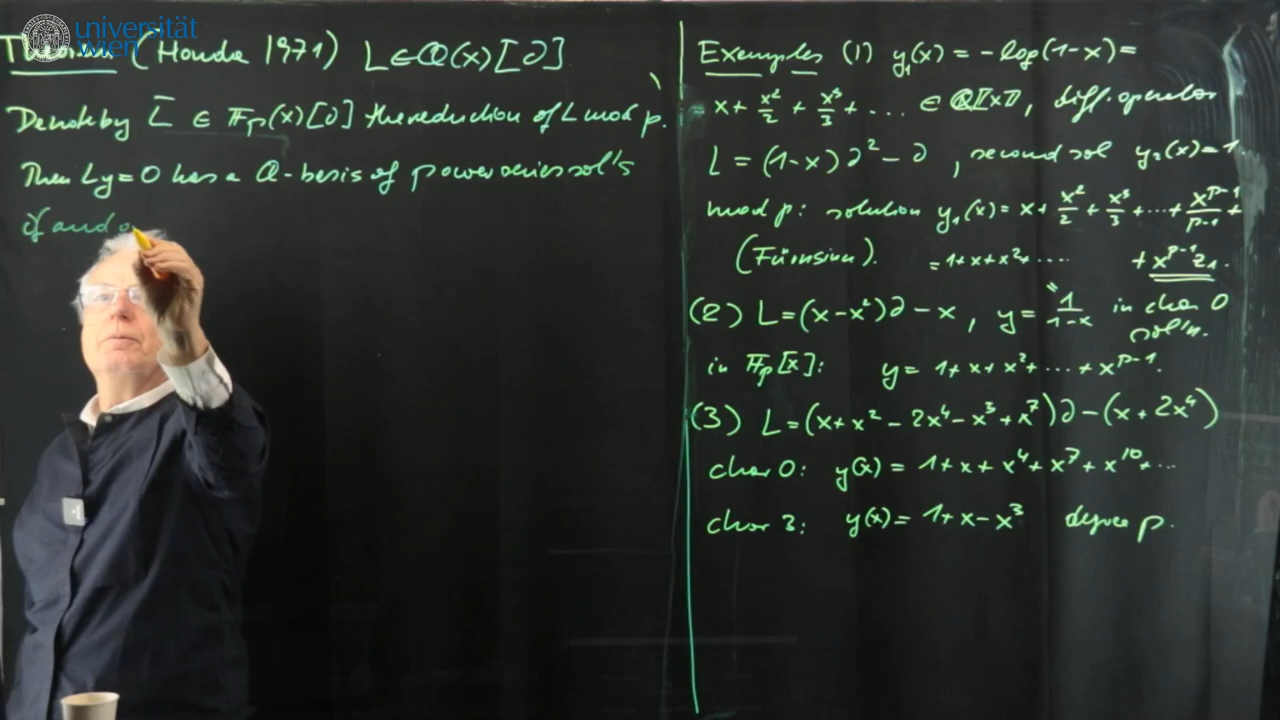 universität
wien
Theorem (Honda 1971) L∈Q(x)[∂]
Denote by L̅ ∈ F_p(x)[∂] the reduction of L mod p.
Then Ly=0 has a Q-basis of power series sol's
if and o
Examples (1) y₁(x) = -log(1-x) =
= x + x²/2 + x³/3 + .... ∈ Q[[x]], diff. operator
L = (1-x)∂² - ∂, second sol y₂(x)=1
mod p: solution y₁(x) = x + x²/2 + x³/3 + ... + x^{p-1}/p-1 +
(Fürnsinn). = 1+x+x²+ ..... + x^{p-1}z₁.
(2) L=(x-x²)∂ - x, y = 1/1-x in char 0
sol'n.
in F_p[x]: y = 1+x+x²+...+x^{p-1}.
(3) L=(x+x²-2x⁴-x³+x⁷)∂-(x+2x⁴)
char 0: y(x) = 1+x+x⁴+x⁷+x¹⁰+...
char 3: y(x) = 1+x-x³ degree p.